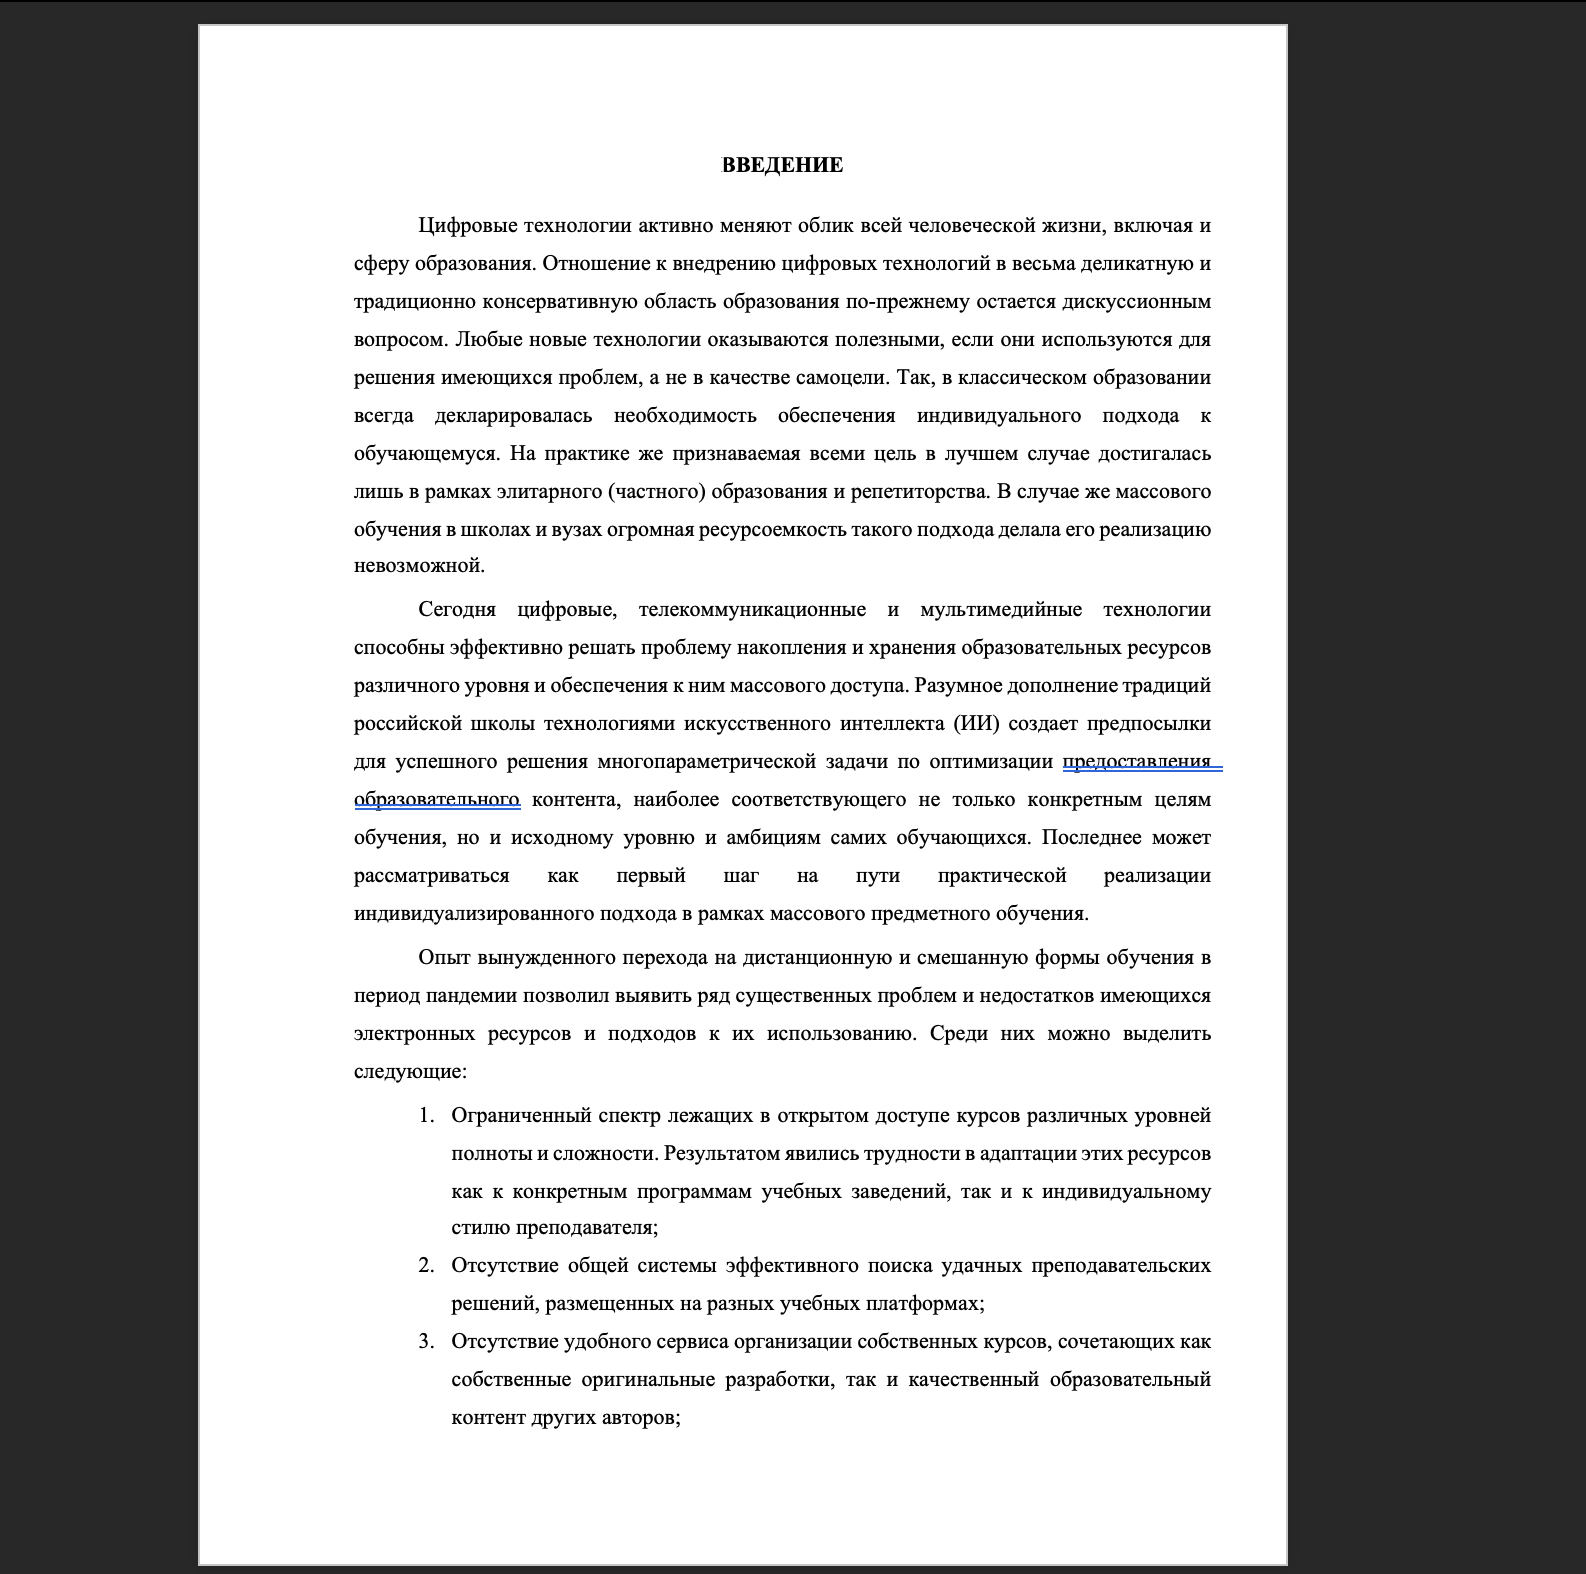 ВВЕДЕНИЕ
Цифровые технологии активно меняют облик всей человеческой жизни, включая и
сферу образования. Отношение к внедрению цифровых технологий в весьма деликатную и
традиционно консервативную область образования по-прежнему остается дискуссионным
вопросом. Любые новые технологии оказываются полезными, если они используются для
решения имеющихся проблем, а не в качестве самоцели. Так, в классическом образовании
всегда декларировалась необходимость обеспечения индивидуального подхода к
обучающемуся. На практике же признаваемая всеми цель в лучшем случае достигалась
лишь в рамках элитарного (частного) образования и репетиторства. В случае же массового
обучения в школах и вузах огромная ресурсоемкость такого подхода делала его реализацию
невозможной.
Сегодня цифровые, телекоммуникационные и мультимедийные технологии
способны эффективно решать проблему накопления и хранения образовательных ресурсов
различного уровня и обеспечения к ним массового доступа. Разумное дополнение традиций
российской школы технологиями искусственного интеллекта (ИИ) создает предпосылки
для успешного решения многопараметрической задачи по оптимизации предоставления
образовательного контента, наиболее соответствующего не только конкретным целям
обучения, но и исходному уровню и амбициям самих обучающихся. Последнее может
рассматриваться как первый шаг на пути практической реализации
индивидуализированного подхода в рамках массового предметного обучения.
Опыт вынужденного перехода на дистанционную и смешанную формы обучения в
период пандемии позволил выявить ряд существенных проблем и недостатков имеющихся
электронных ресурсов и подходов к их использованию. Среди них можно выделить
следующие:
1. Ограниченный спектр лежащих в открытом доступе курсов различных уровней
полноты и сложности. Результатом явились трудности в адаптации этих ресурсов
как к конкретным программам учебных заведений, так и к индивидуальному
стилю преподавателя;
2. Отсутствие общей системы эффективного поиска удачных преподавательских
решений, размещенных на разных учебных платформах;
3. Отсутствие удобного сервиса организации собственных курсов, сочетающих как
собственные оригинальные разработки, так и качественный образовательный
контент других авторов;